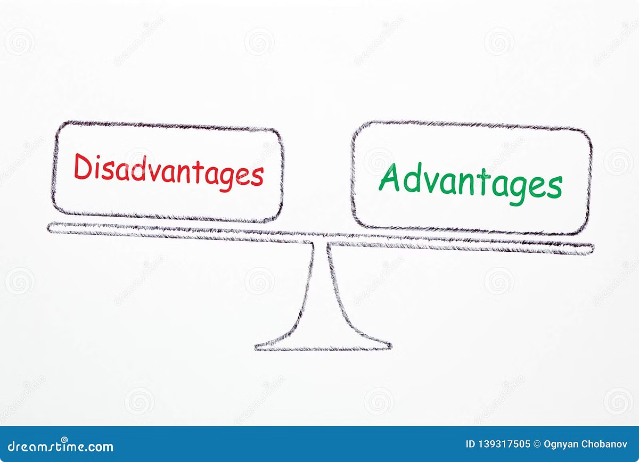 Disadvantages
Advantages
dreamstime.com
ID 139317505 © Ognyan Chobanov